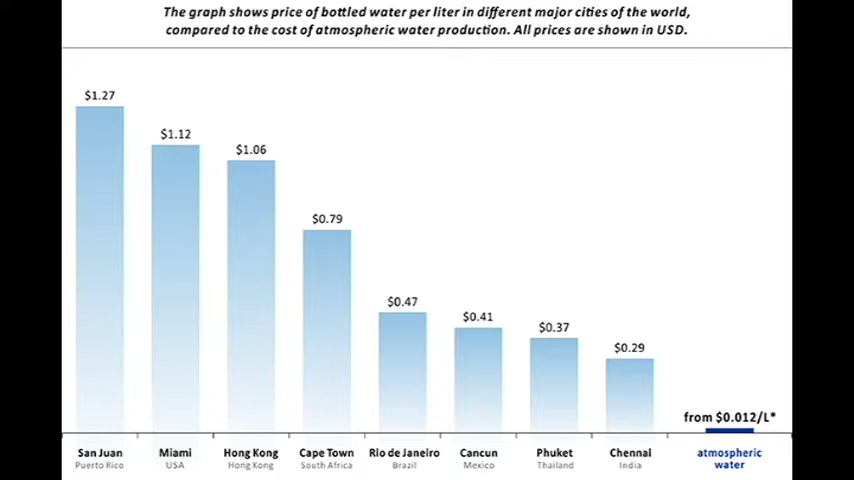 The graph shows price of bottled water per liter in different major cities of the world,
compared to the cost of atmospheric water production. All prices are shown in USD.
$1.27
$1.12
$1.06
$0.79
$0.47
$0.41
$0.37
$0.29
from $0.012/L*
San Juan
Puerto Rico
Miami
USA
Hong Kong
Hong Kong
Cape Town
South Africa
Rio de Janeiro
Brazil
Cancun
Mexico
Phuket
Thailand
Chennai
India
atmospheric
water